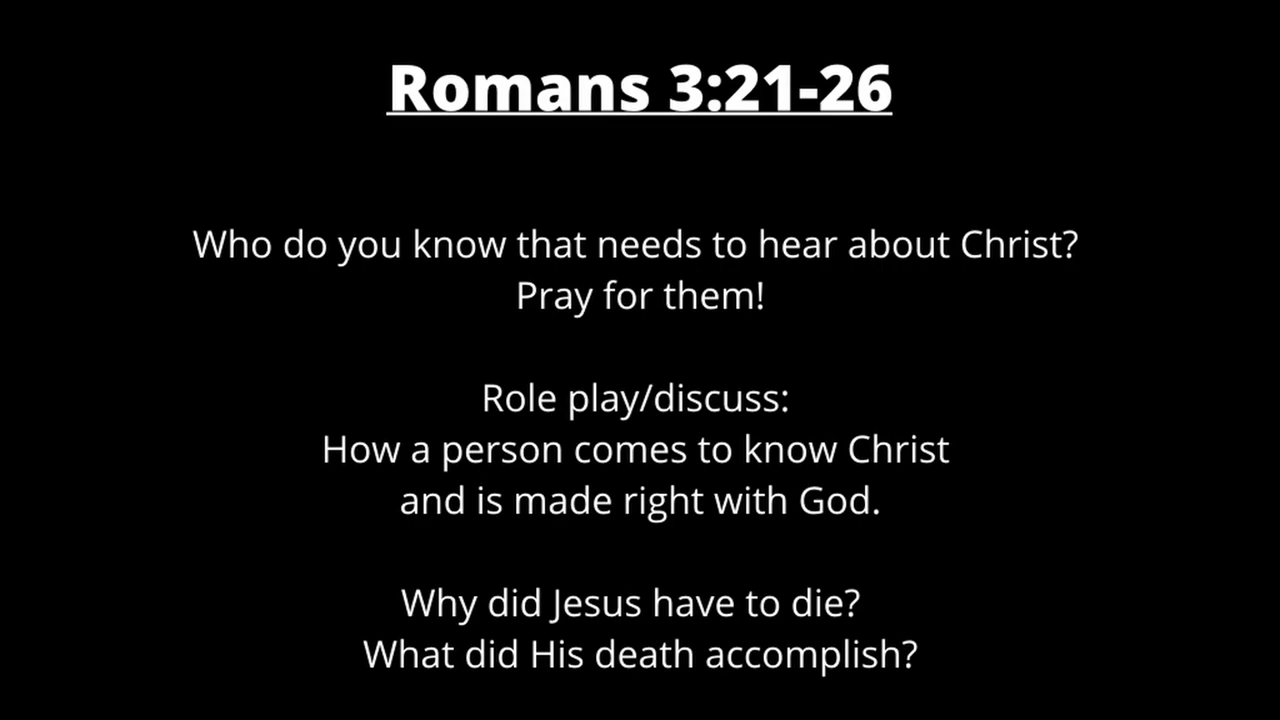 Romans 3:21-26
Who do you know that needs to hear about Christ?
Pray for them!
Role play/discuss:
How a person comes to know Christ
and is made right with God.
Why did Jesus have to die?
What did His death accomplish?